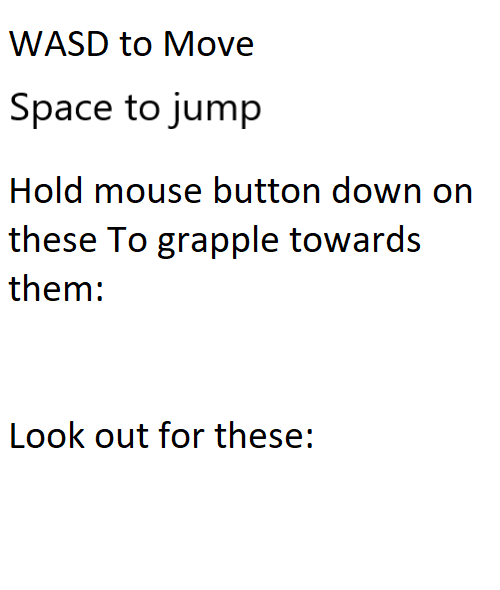 WASD to Move
Space to jump
Hold mouse button down on
these To grapple towards
them:
Look out for these: